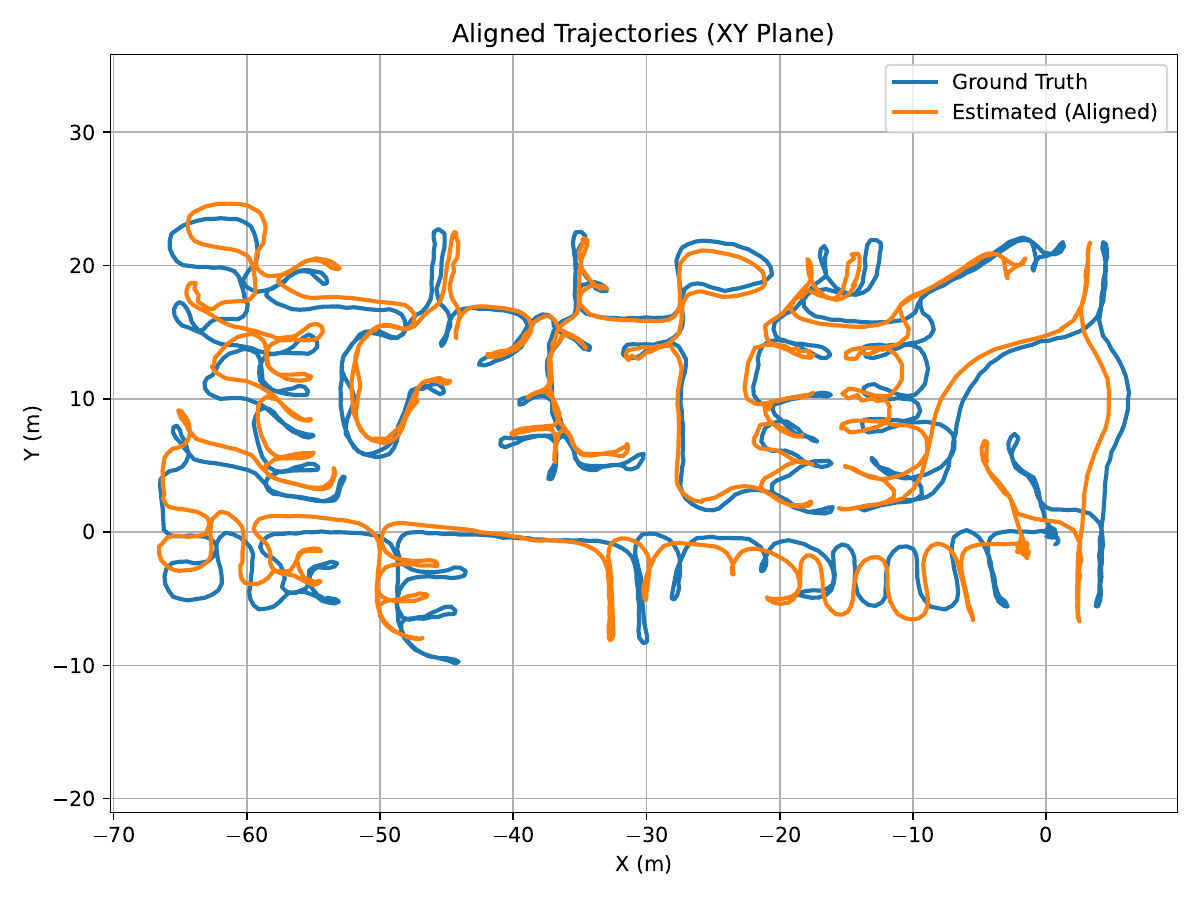 Aligned Trajectories (XY Plane)
Ground Truth
Estimated (Aligned)
30
20
10
0
−10
−20
Y (m)
−70 −60 −50 −40 −30 −20 −10 0
X (m)